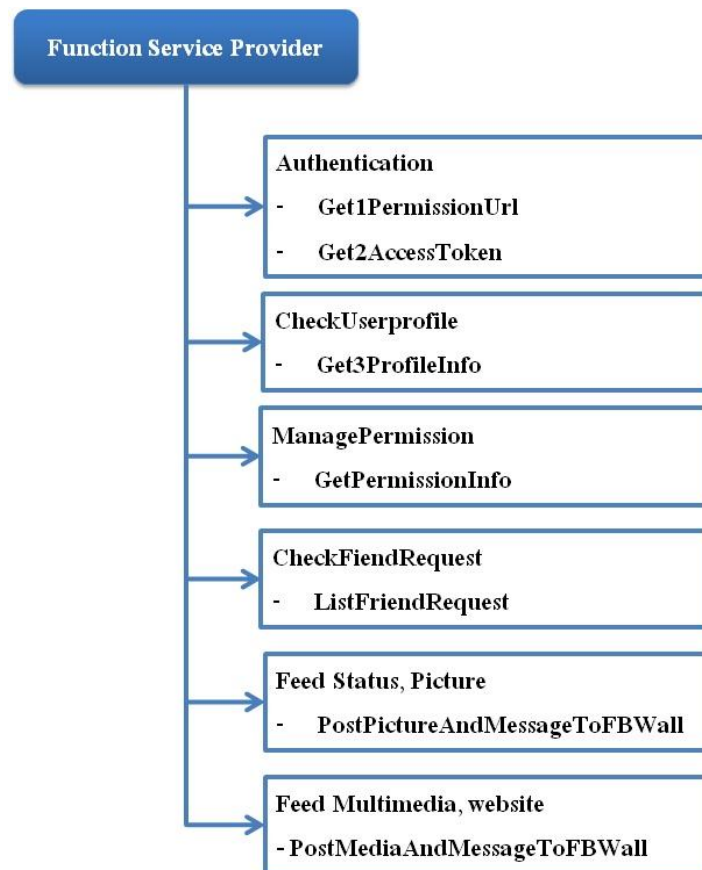 Function Service Provider
Authentication
- Get1PermissionUrl
- Get2AccessToken
CheckUserprofile
- Get3ProfileInfo
ManagePermission
- GetPermissionInfo
CheckFiendRequest
- ListFriendRequest
Feed Status, Picture
- PostPictureAndMessageToFBWall
Feed Multimedia, website
- PostMediaAndMessageToFBWall